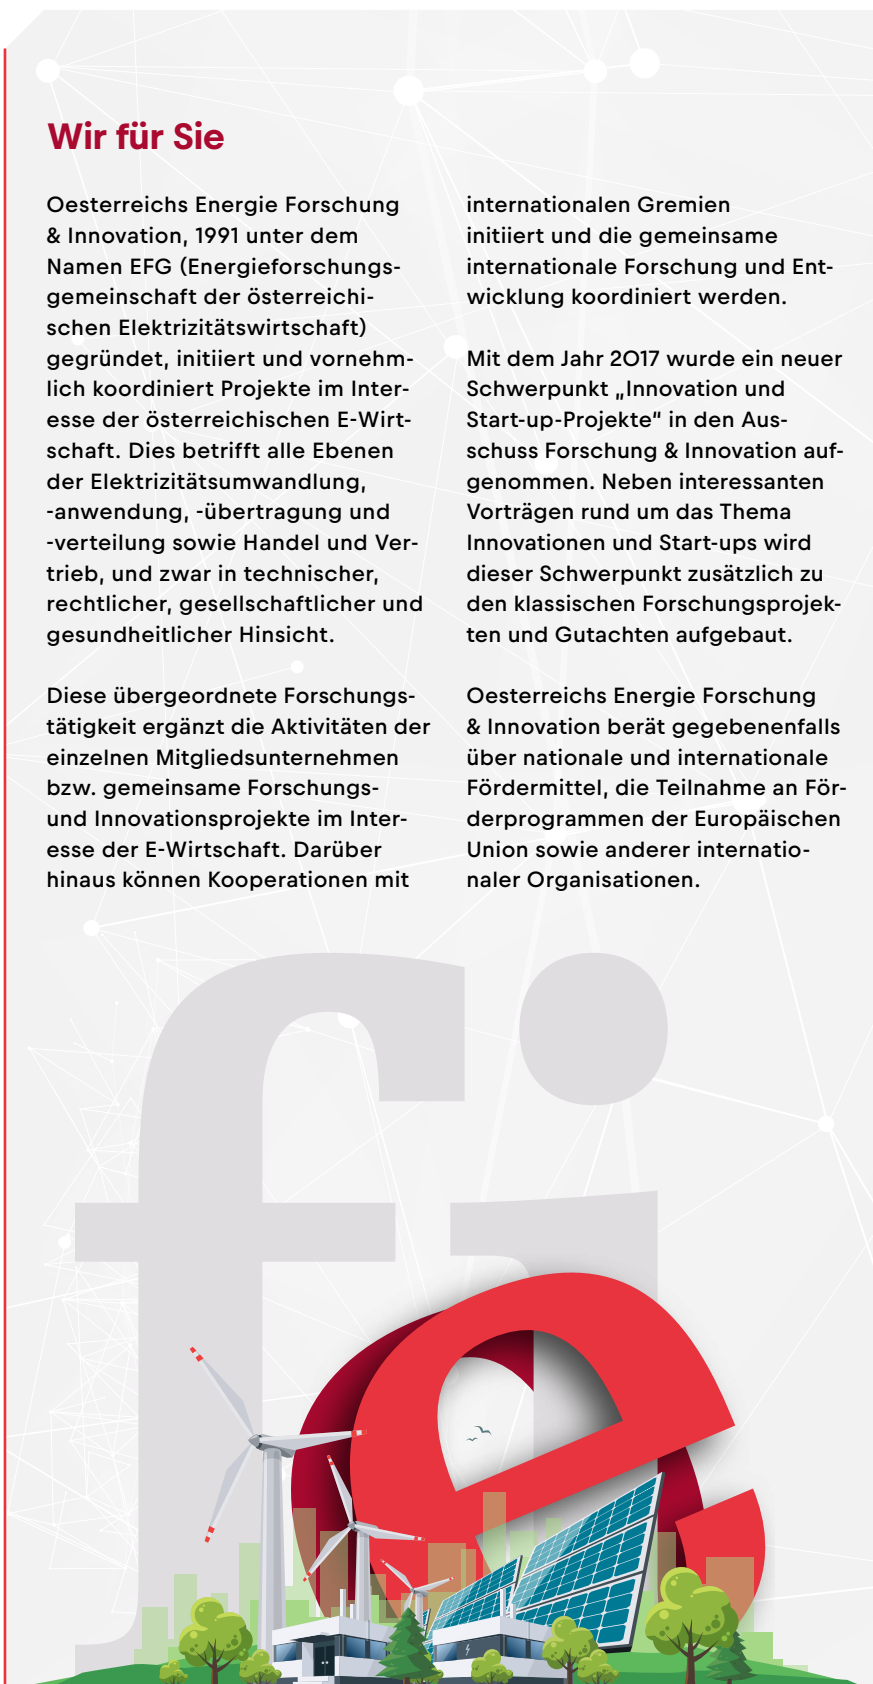 Wir für Sie
Oesterreichs Energie Forschung
& Innovation, 1991 unter dem
Namen EFG (Energieforschungs-
gemeinschaft der österreichi-
schen Elektrizitätswirtschaft)
gegründet, initiiert und vornehm-
lich koordiniert Projekte im Inter-
esse der österreichischen E-Wirt-
schaft. Dies betrifft alle Ebenen
der Elektrizitätsumwandlung,
-anwendung, -übertragung und
-verteilung sowie Handel und Ver-
trieb, und zwar in technischer,
rechtlicher, gesellschaftlicher und
gesundheitlicher Hinsicht.
Diese übergeordnete Forschungs-
tätigkeit ergänzt die Aktivitäten der
einzelnen Mitgliedsunternehmen
bzw. gemeinsame Forschungs-
und Innovationsprojekte im Inter-
esse der E-Wirtschaft. Darüber
hinaus können Kooperationen mit
internationalen Gremien
initiiert und die gemeinsame
internationale Forschung und Ent-
wicklung koordiniert werden.
Mit dem Jahr 2017 wurde ein neuer
Schwerpunkt „Innovation und
Start-up-Projekte" in den Aus-
schuss Forschung & Innovation auf-
genommen. Neben interessanten
Vorträgen rund um das Thema
Innovationen und Start-ups wird
dieser Schwerpunkt zusätzlich zu
den klassischen Forschungsprojek-
ten und Gutachten aufgebaut.
Oesterreichs Energie Forschung
& Innovation berät gegebenenfalls
über nationale und internationale
Fördermittel, die Teilnahme an För-
derprogrammen der Europäischen
Union sowie anderer internatio-
naler Organisationen.
fi
e